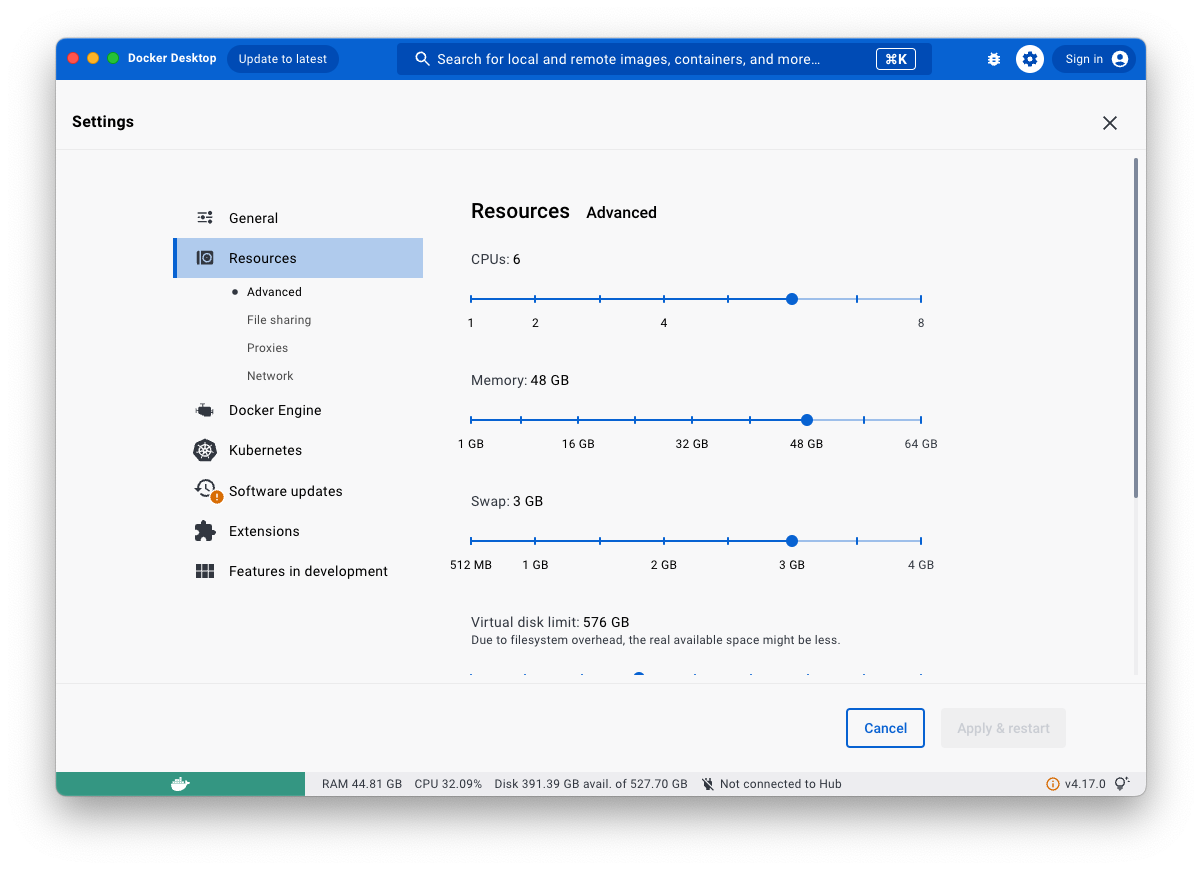 Docker Desktop Update to latest Search for local and remote images, containers, and more... ⌘K Sign in
Settings
General
Resources
Advanced
File sharing
Proxies
Network
Docker Engine
Kubernetes
Software updates
Extensions
Features in development
Resources Advanced
CPUs: 6
1 2 4 8
Memory: 48 GB
1 GB 16 GB 32 GB 48 GB 64 GB
Swap: 3 GB
512 MB 1 GB 2 GB 3 GB 4 GB
Virtual disk limit: 576 GB
Due to filesystem overhead, the real available space might be less.
Cancel Apply & restart
RAM 44.81 GB CPU 32.09% Disk 391.39 GB avail. of 527.70 GB Not connected to Hub v4.17.0